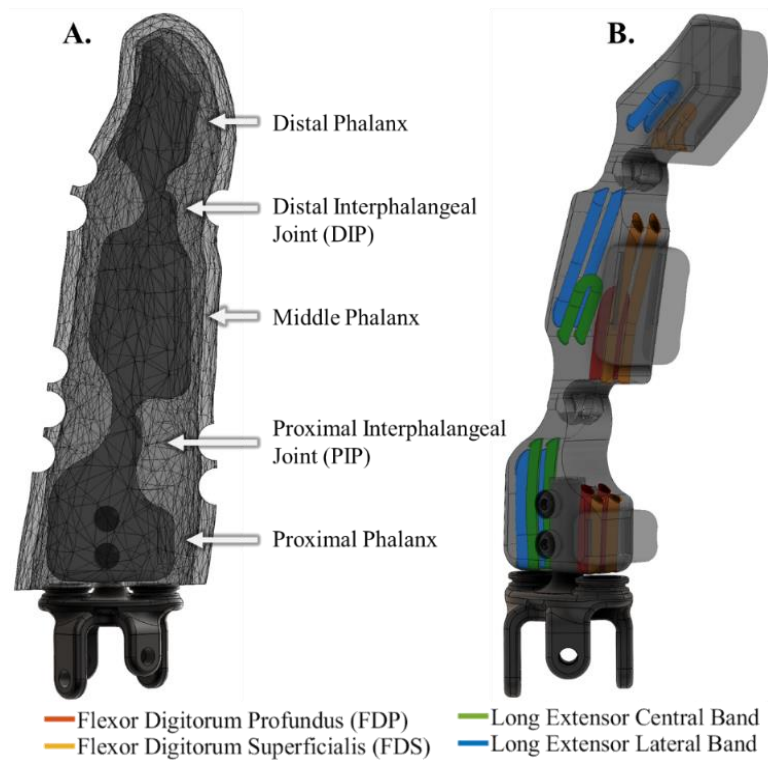 A.
B.
Distal Phalanx
Distal Interphalangeal
Joint (DIP)
Middle Phalanx
Proximal Interphalangeal
Joint (PIP)
Proximal Phalanx
Flexor Digitorum Profundus (FDP)
Flexor Digitorum Superficialis (FDS)
Long Extensor Central Band
Long Extensor Lateral Band